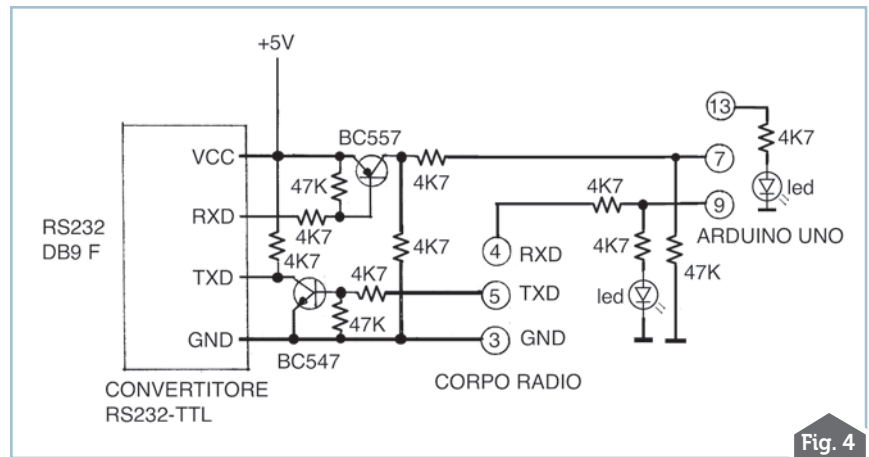 +5V
BC557
13
4K7
VCC
7
47K
4K7
led
4K7
RXD
9
RS232
DB9 F
4K7
4K7
4K7
4
RXD
ARDUINO UNO
4K7
TXD
4K7
led
47K
5
TXD
47K
GND
3
GND
BC547
CONVERTITORE
RS232-TTL
CORPO RADIO
Fig. 4